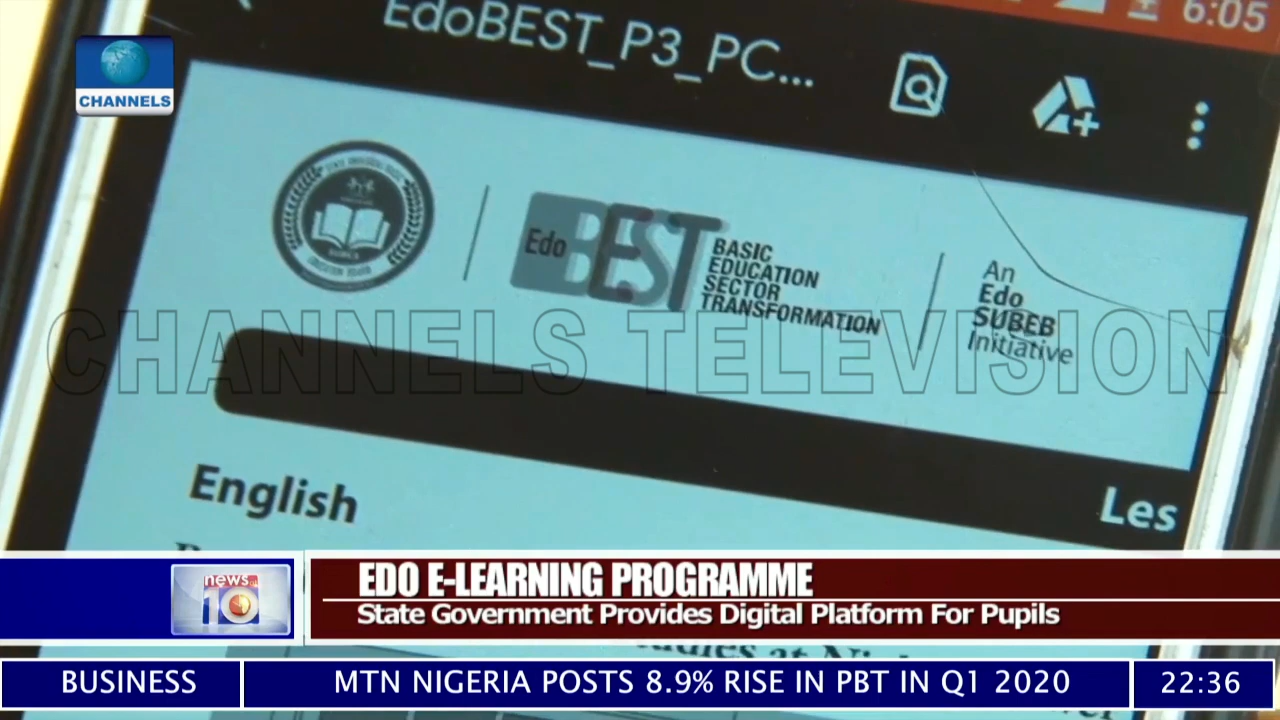 EdoBEST_P3_PC...
6:05
CHANNELS
Edo BEST
BASIC
EDUCATION
SECTOR
TRANSFORMATION
An
Edo
SUBEB
Initiative
CHANNELS TELEVISION
English
Les
news
10
EDO E-LEARNING PROGRAMME
State Government Provides Digital Platform For Pupils
BUSINESS
MTN NIGERIA POSTS 8.9% RISE IN PBT IN Q1 2020
22:36